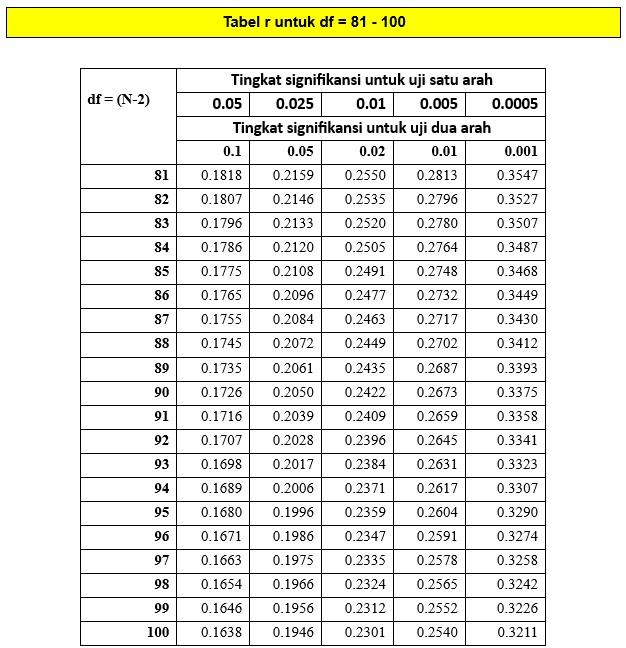 Tabel r untuk df = 81 - 100
df = (N-2)
Tingkat signifikansi untuk uji satu arah
0.05 0.025 0.01 0.005 0.0005
Tingkat signifikansi untuk uji dua arah
0.1 0.05 0.02 0.01 0.001
81 0.1818 0.2159 0.2550 0.2813 0.3547
82 0.1807 0.2146 0.2535 0.2796 0.3527
83 0.1796 0.2133 0.2520 0.2780 0.3507
84 0.1786 0.2120 0.2505 0.2764 0.3487
85 0.1775 0.2108 0.2491 0.2748 0.3468
86 0.1765 0.2096 0.2477 0.2732 0.3449
87 0.1755 0.2084 0.2463 0.2717 0.3430
88 0.1745 0.2072 0.2449 0.2702 0.3412
89 0.1735 0.2061 0.2435 0.2687 0.3393
90 0.1726 0.2050 0.2422 0.2673 0.3375
91 0.1716 0.2039 0.2409 0.2659 0.3358
92 0.1707 0.2028 0.2396 0.2645 0.3341
93 0.1698 0.2017 0.2384 0.2631 0.3323
94 0.1689 0.2006 0.2371 0.2617 0.3307
95 0.1680 0.1996 0.2359 0.2604 0.3290
96 0.1671 0.1986 0.2347 0.2591 0.3274
97 0.1663 0.1975 0.2335 0.2578 0.3258
98 0.1654 0.1966 0.2324 0.2565 0.3242
99 0.1646 0.1956 0.2312 0.2552 0.3226
100 0.1638 0.1946 0.2301 0.2540 0.3211